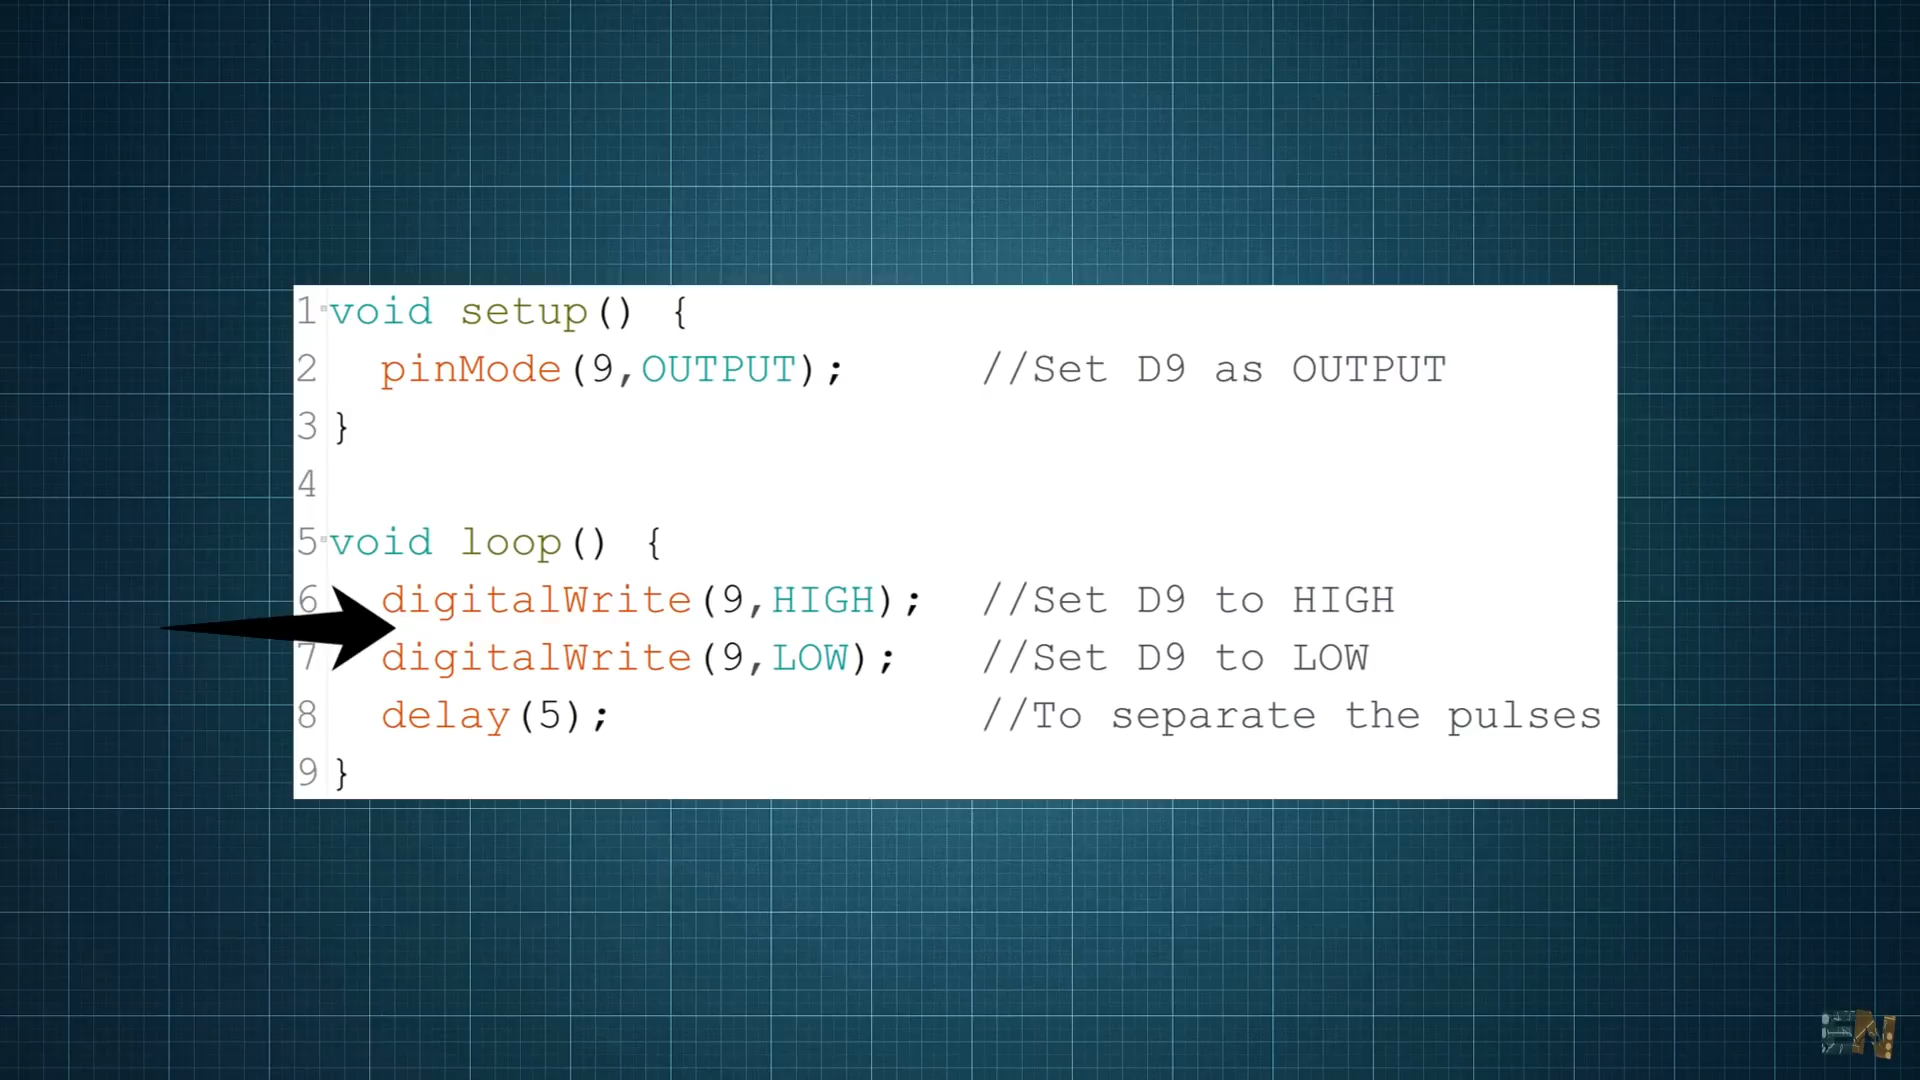 1 void setup() {
2   pinMode(9,OUTPUT);     //Set D9 as OUTPUT
3 }
4
5 void loop() {
6   digitalWrite(9,HIGH);  //Set D9 to HIGH
7   digitalWrite(9,LOW);   //Set D9 to LOW
8   delay(5);              //To separate the pulses
9 }
EN